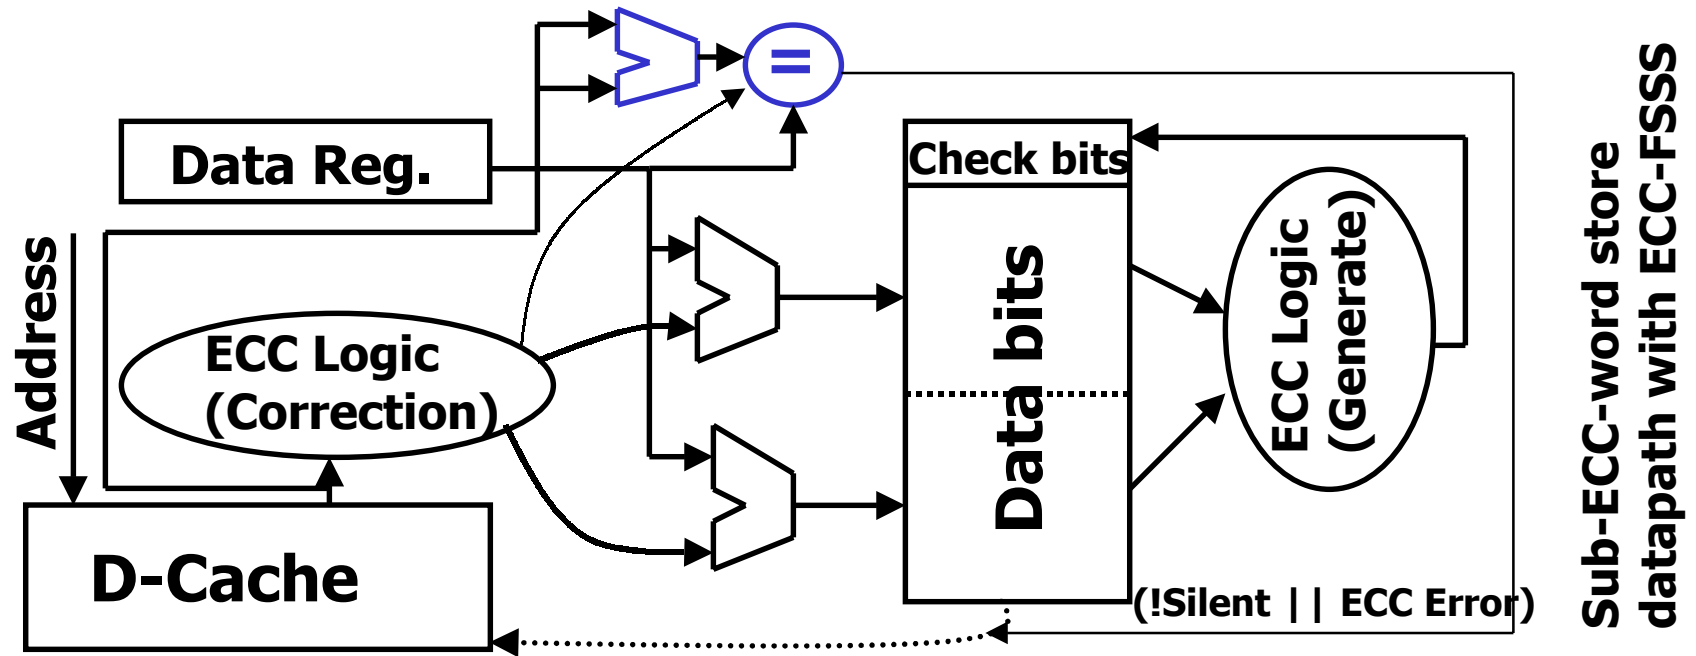 =
Data Reg.
Check bits
Address
ECC Logic
(Correction)
Data bits
ECC Logic
(Generate)
D-Cache
(!Silent || ECC Error)
Sub-ECC-word store
datapath with ECC-FSSS